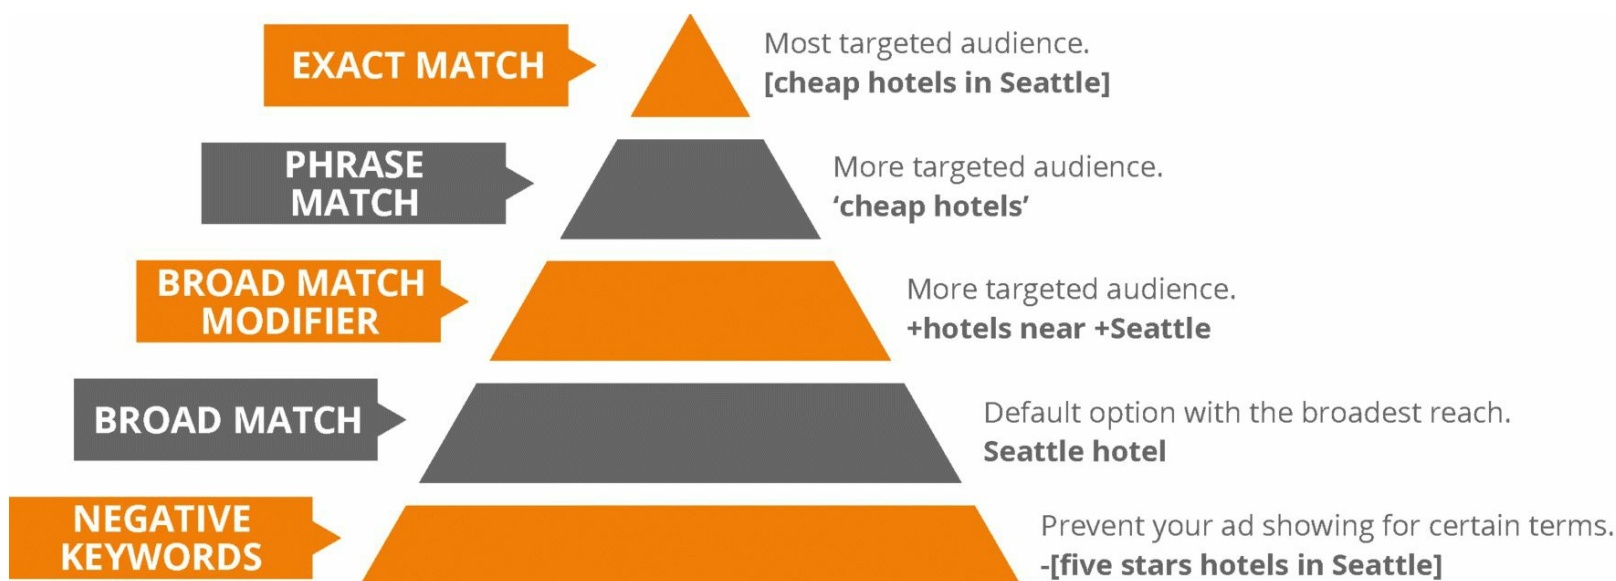 EXACT MATCH
Most targeted audience.
[cheap hotels in Seattle]
PHRASE
MATCH
More targeted audience.
‘cheap hotels’
BROAD MATCH
MODIFIER
More targeted audience.
+hotels near +Seattle
BROAD MATCH
Default option with the broadest reach.
Seattle hotel
NEGATIVE
KEYWORDS
Prevent your ad showing for certain terms.
-[five stars hotels in Seattle]